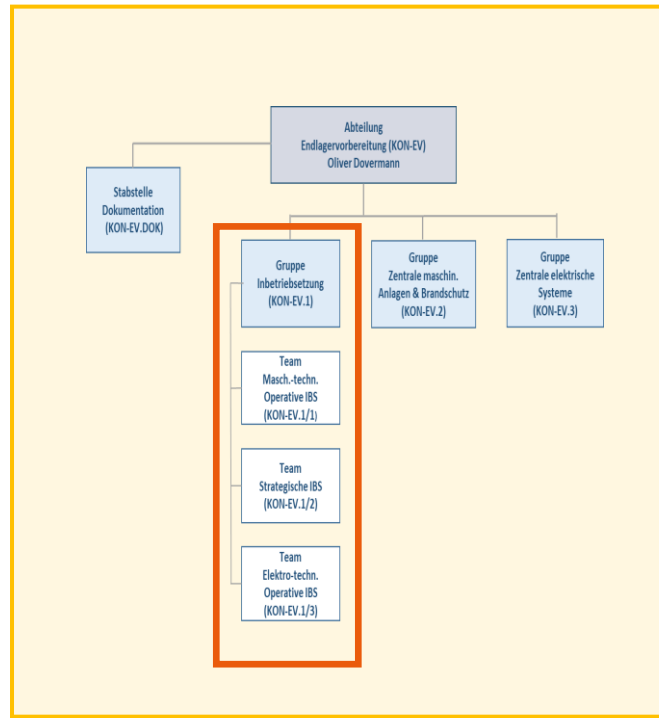 Abteilung
Endlagervorbereitung (KON-EV)
Oliver Dovermann
Stabstelle
Dokumentation
(KON-EV.DOK)
Gruppe
Inbetriebsetzung
(KON-EV.1)
Gruppe
Zentrale maschin.
Anlagen & Brandschutz
(KON-EV.2)
Gruppe
Zentrale elektrische
Systeme
(KON-EV.3)
Team
Masch.-techn.
Operative IBS
(KON-EV.1/1)
Team
Strategische IBS
(KON-EV.1/2)
Team
Elektro-techn.
Operative IBS
(KON-EV.1/3)